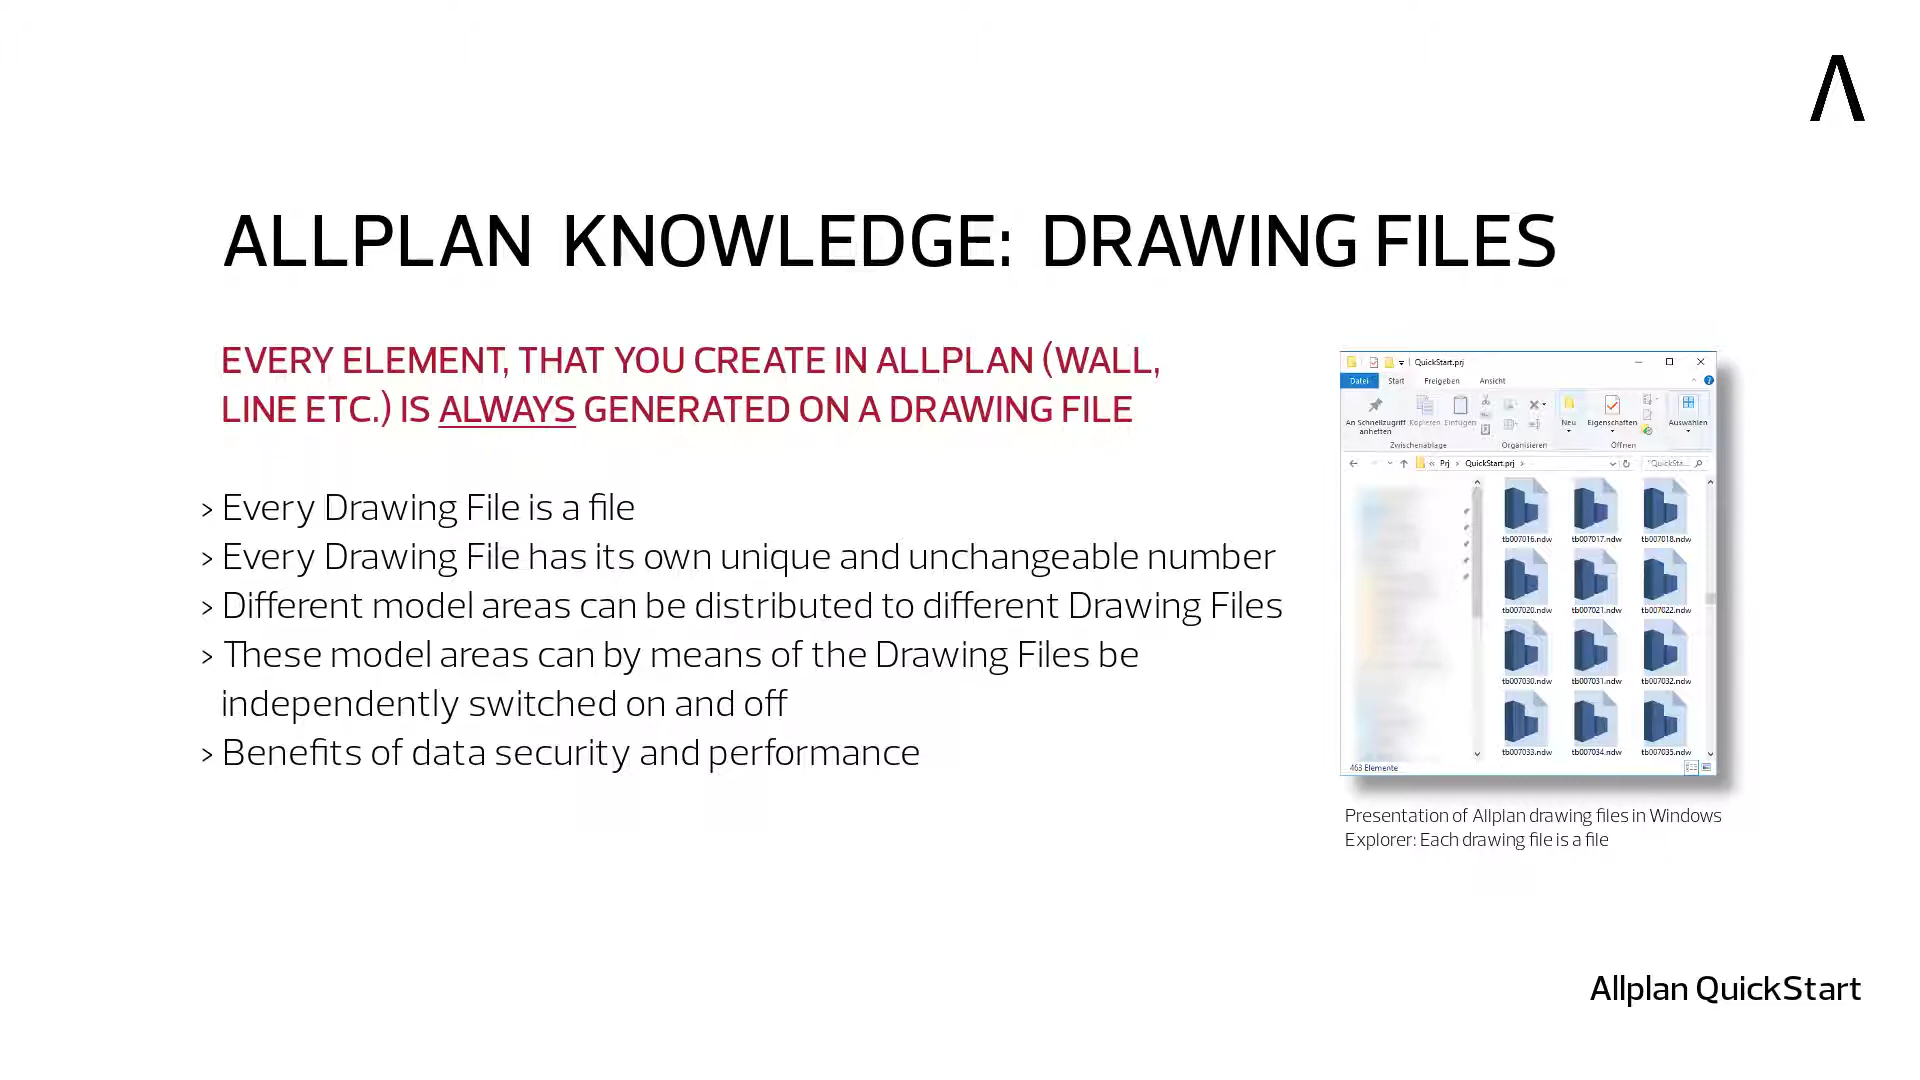 ALLPLAN KNOWLEDGE: DRAWING FILES
EVERY ELEMENT, THAT YOU CREATE IN ALLPLAN (WALL,
LINE ETC.) IS ALWAYS GENERATED ON A DRAWING FILE
› Every Drawing File is a file
› Every Drawing File has its own unique and unchangeable number
› Different model areas can be distributed to different Drawing Files
› These model areas can by means of the Drawing Files be
independently switched on and off
› Benefits of data security and performance
QuickStart.prj
Datei Start Freigeben Ansicht
An Schnellzugriff Kopieren Einfügen Neu Eigenschaften Auswählen
anheften
Zwischenablage Organisieren Öffnen
« Prj › QuickStart.prj ›
"QuickSta...
tb007016.ndw tb007017.ndw tb007018.ndw
tb007020.ndw tb007021.ndw tb007022.ndw
tb007030.ndw tb007031.ndw tb007032.ndw
tb007033.ndw tb007034.ndw tb007035.ndw
463 Elemente
Presentation of Allplan drawing files in Windows
Explorer: Each drawing file is a file
Allplan QuickStart